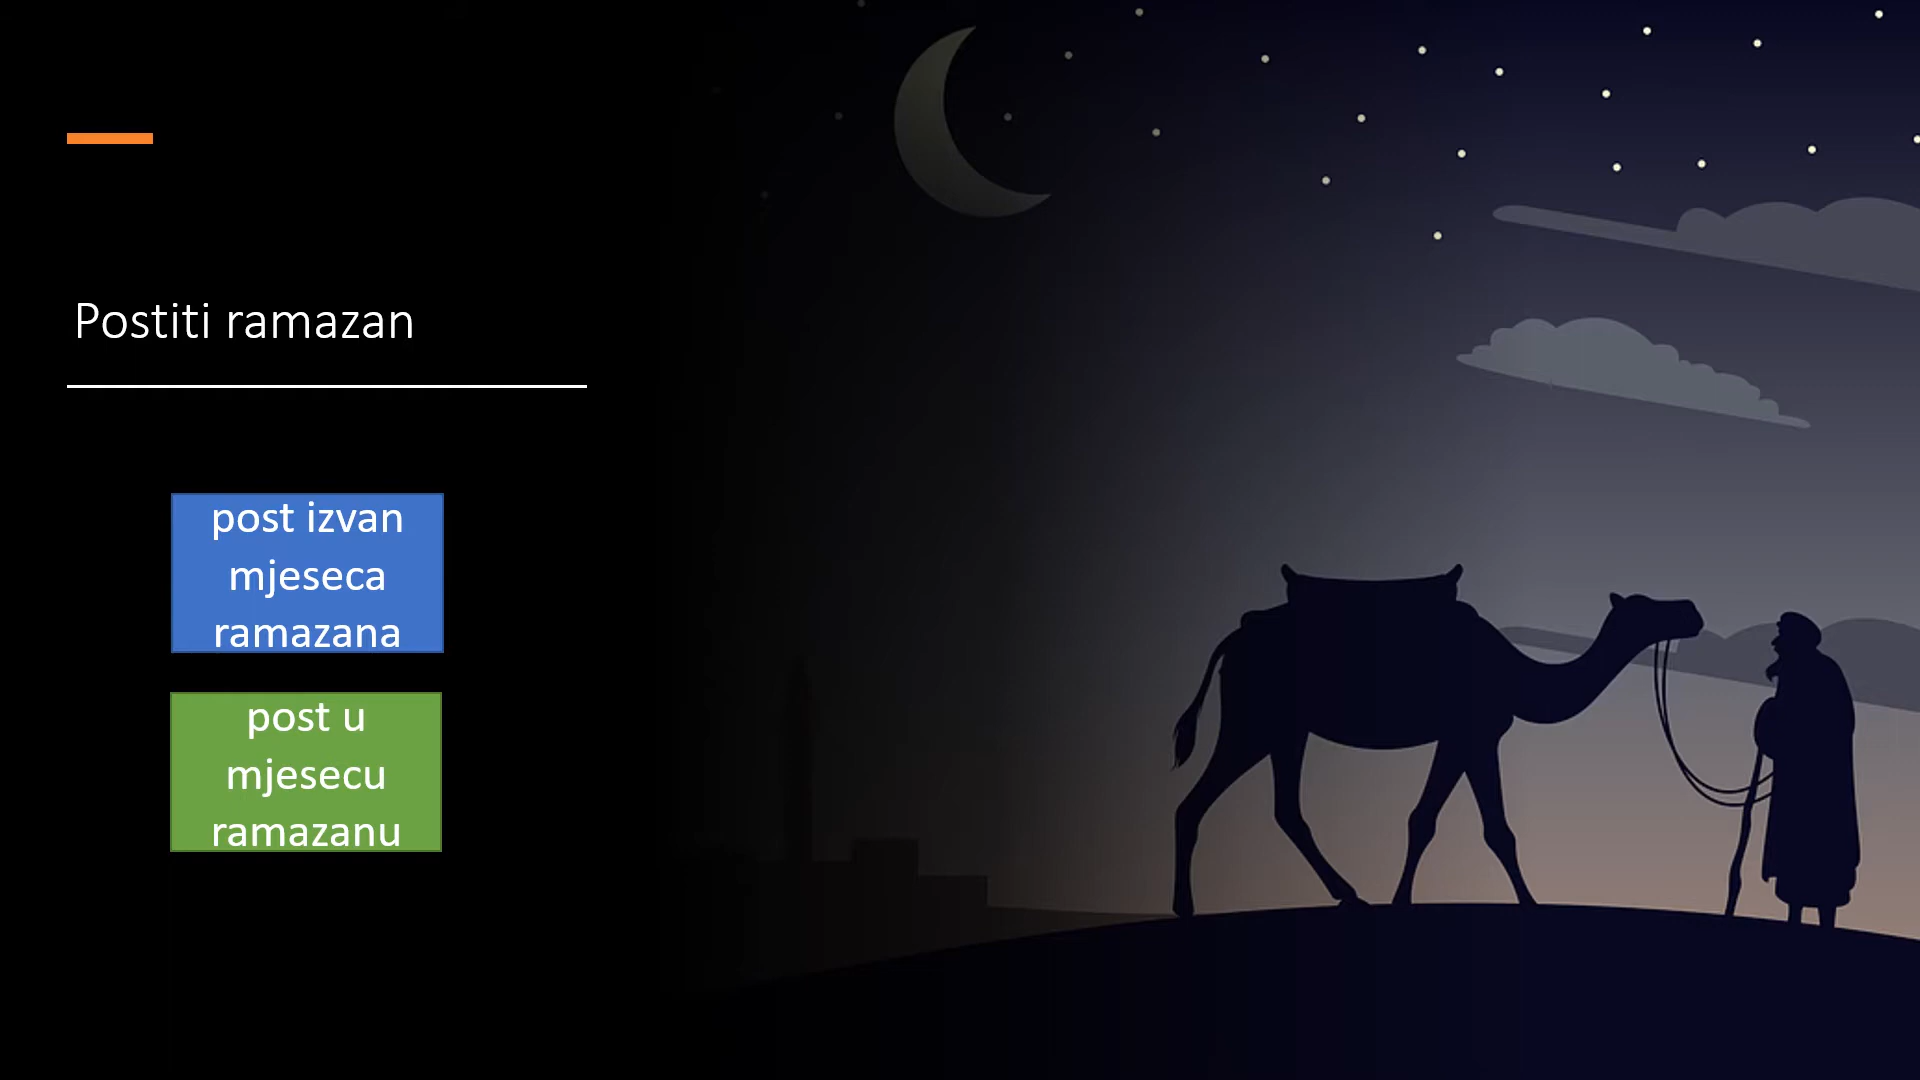 Postiti ramazan
post izvan
mjeseca
ramazana
post u
mjesecu
ramazanu